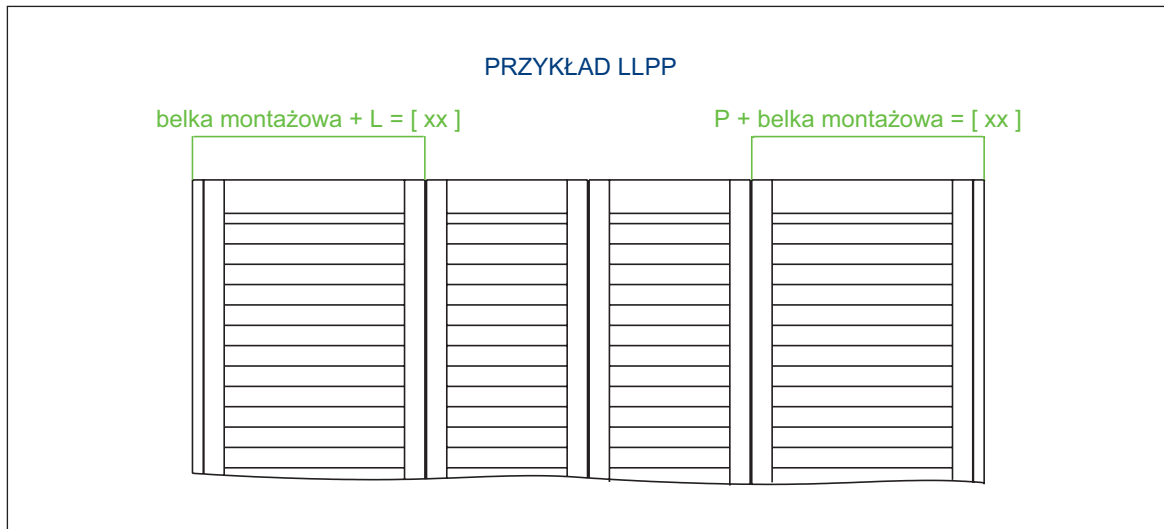 PRZYKŁAD LLPP
belka montażowa + L = [ xx ]
P + belka montażowa = [ xx ]